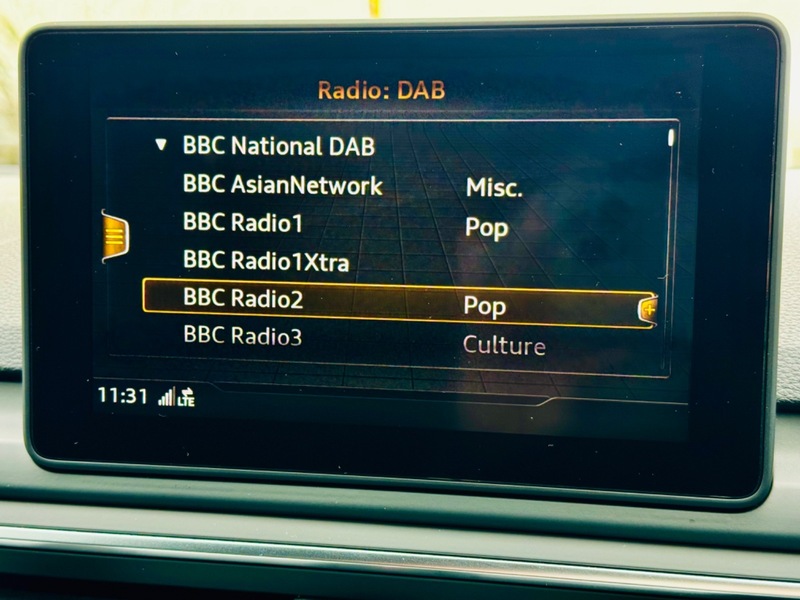 Radio: DAB
BBC National DAB
BBC AsianNetwork Misc.
BBC Radio1 Pop
BBC Radio1Xtra
BBC Radio2 Pop
BBC Radio3 Culture
11:31 LTE